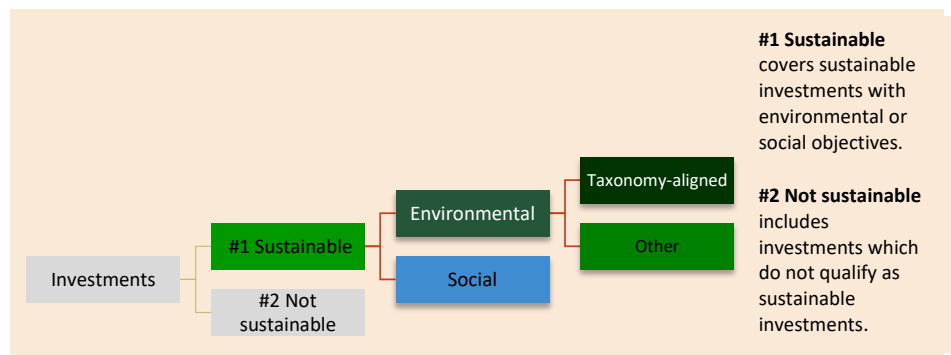 Investments
#1 Sustainable
#2 Not
sustainable
Environmental
Social
Taxonomy-aligned
Other
#1 Sustainable
covers sustainable
investments with
environmental or
social objectives.
#2 Not sustainable
includes
investments which
do not qualify as
sustainable
investments.